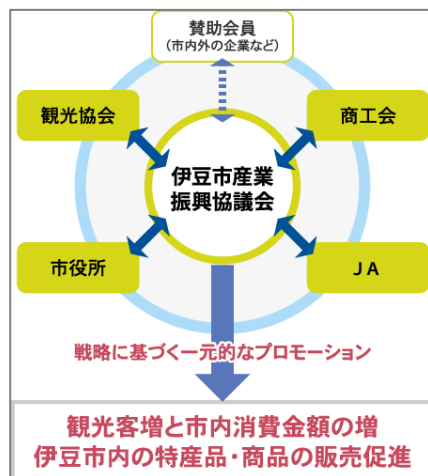 賛助会員
(市内外の企業など)
観光協会
商工会
伊豆市産業
振興協議会
市役所
JA
戦略に基づく一元的なプロモーション
観光客増と市内消費金額の増
伊豆市内の特産品・商品の販売促進